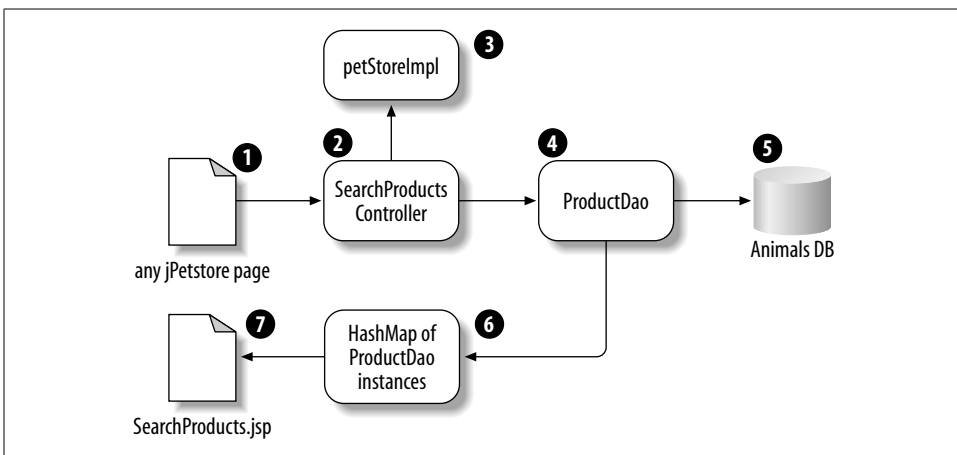 3
petStoreImpl
1
2
4
5
SearchProducts
Controller
ProductDao
any jPetstore page
Animals DB
7
HashMap of
ProductDao
instances
6
SearchProducts.jsp